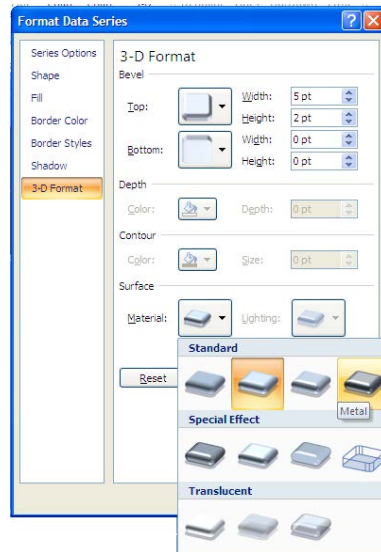 Format Data Series
Series Options
Shape
Fill
Border Color
Border Styles
Shadow
3-D Format
3-D Format
Bevel
Top:
Width: 5 pt
Height: 2 pt
Bottom:
Width: 0 pt
Height: 0 pt
Depth
Color:
Depth: 0 pt
Contour
Color:
Size: 0 pt
Surface
Material:
Lighting:
Standard
Reset
Metal
Special Effect
Translucent